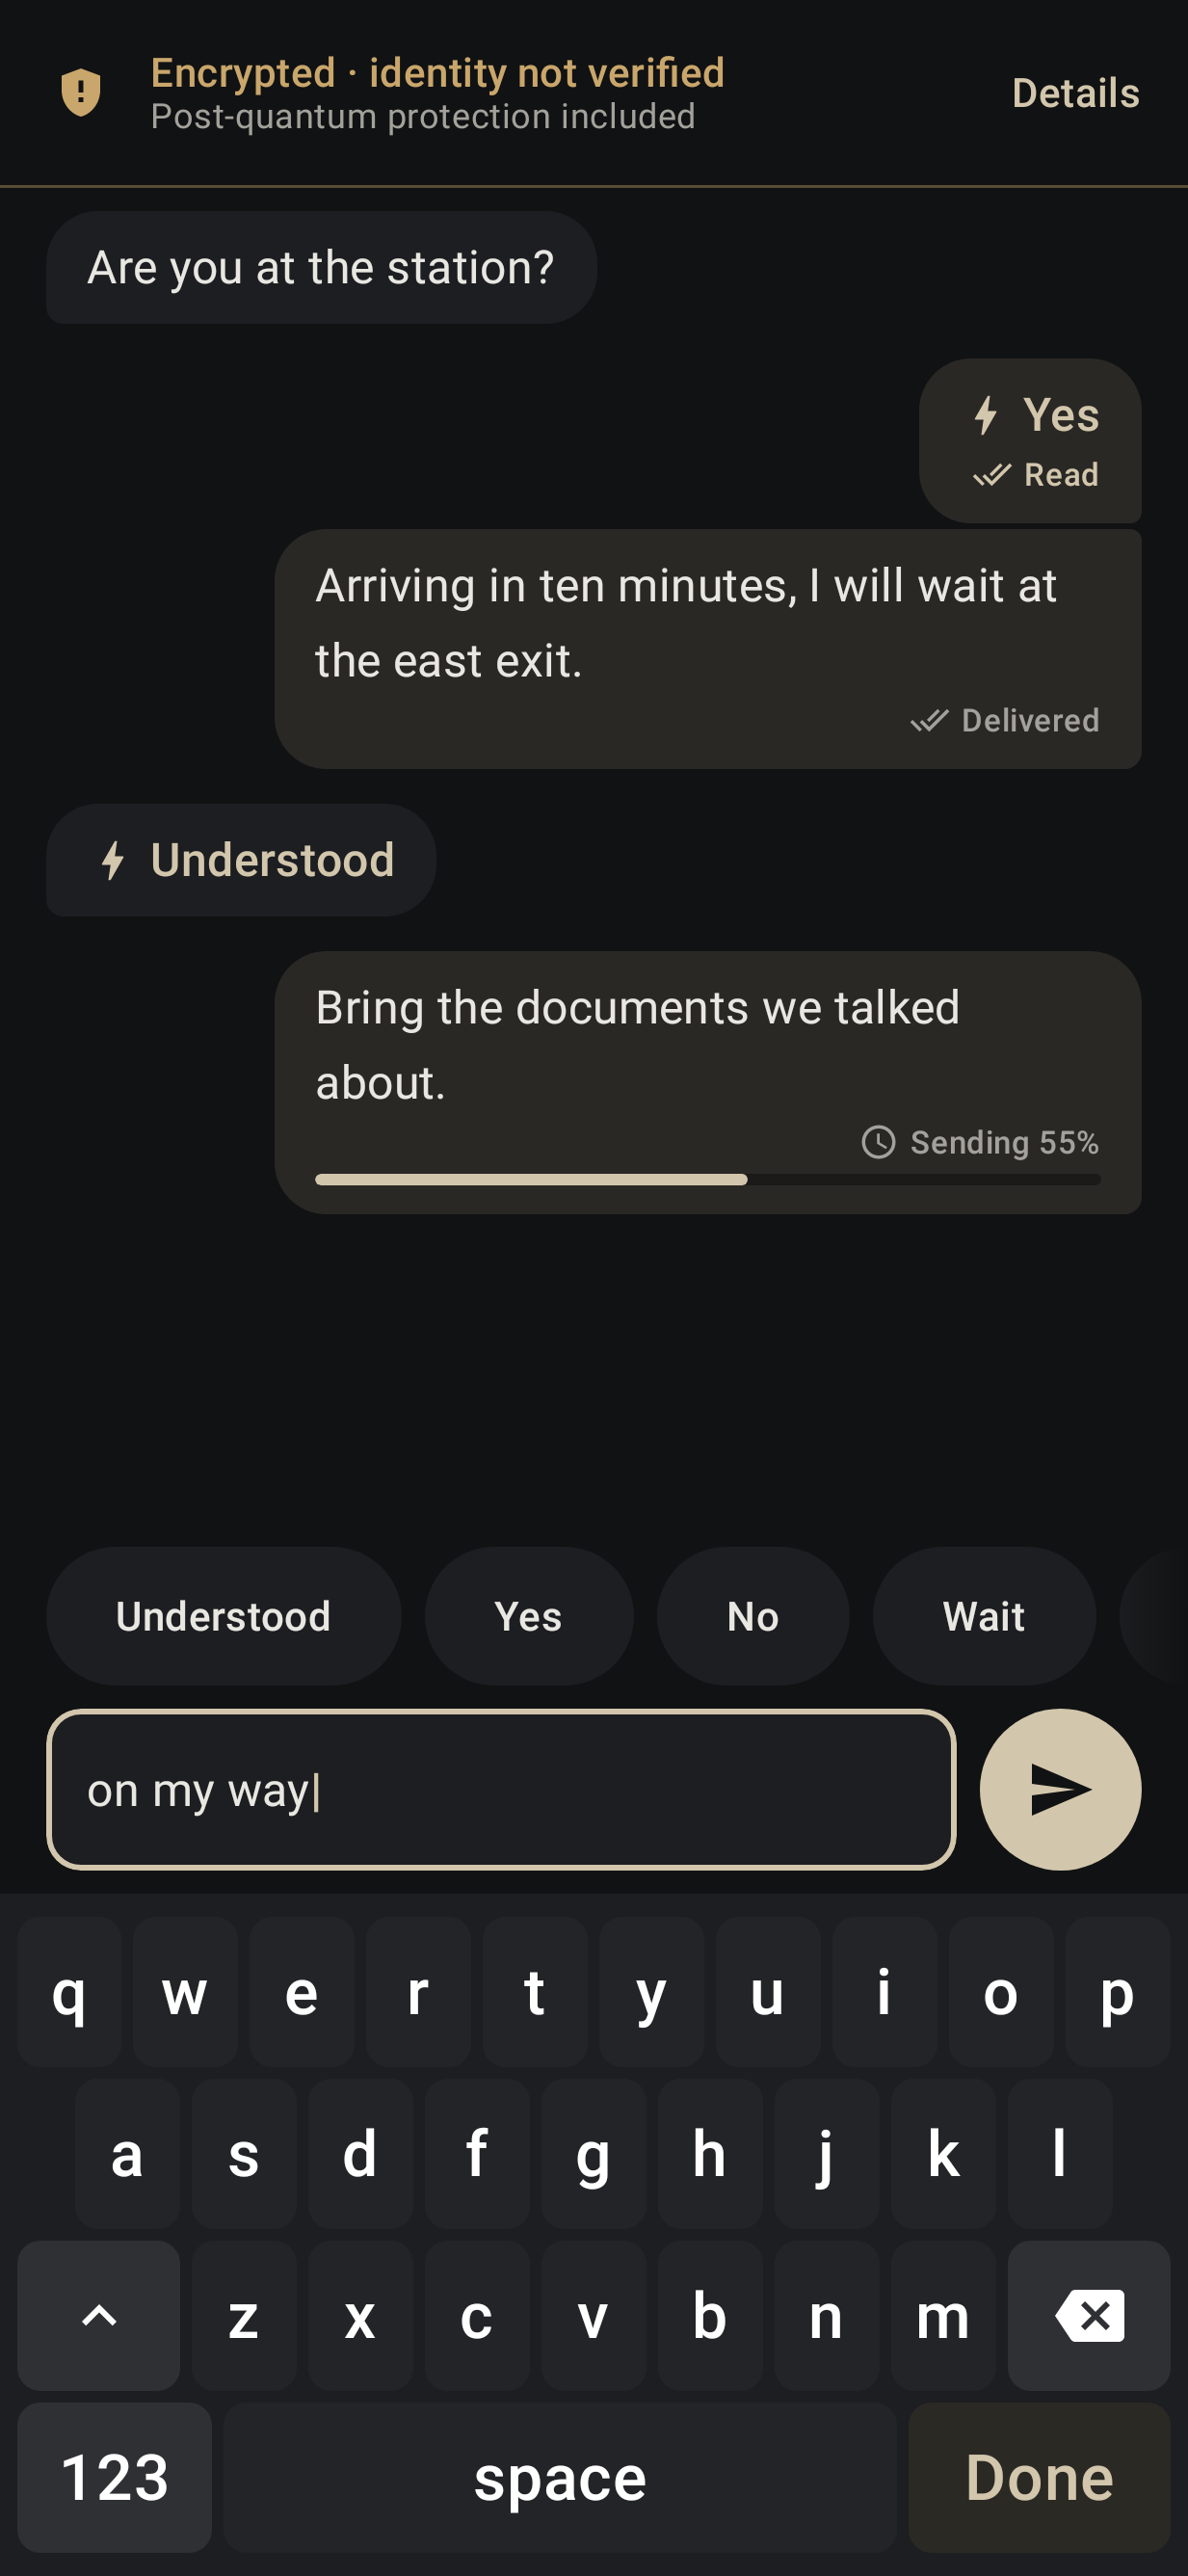 Encrypted · identity not verified
Post-quantum protection included
Details
Are you at the station?
Yes
Read
Arriving in ten minutes, I will wait at
the east exit.
Delivered
Understood
Bring the documents we talked
about.
Sending 55%
Understood Yes No Wait
on my way
q w e r t y u i o p
a s d f g h j k l
z x c v b n m
123 space Done